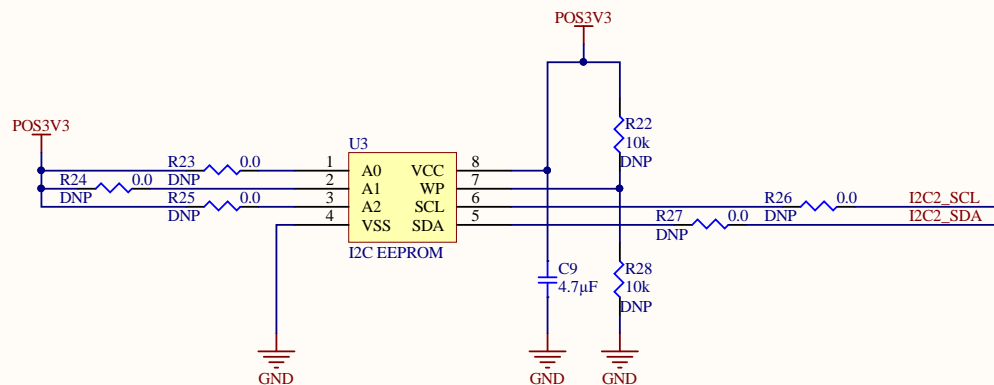 POS3V3
POS3V3
R22
10k
DNP
U3
R23 0.0
DNP
1 A0 VCC 8
R24 0.0
DNP
2 A1 WP 7
R25 0.0
DNP
3 A2 SCL 6
R26 0.0
DNP
I2C2_SCL
4 VSS SDA 5
R27 0.0
DNP
I2C2_SDA
I2C EEPROM
C9
4.7µF
R28
10k
DNP
GND
GND
GND